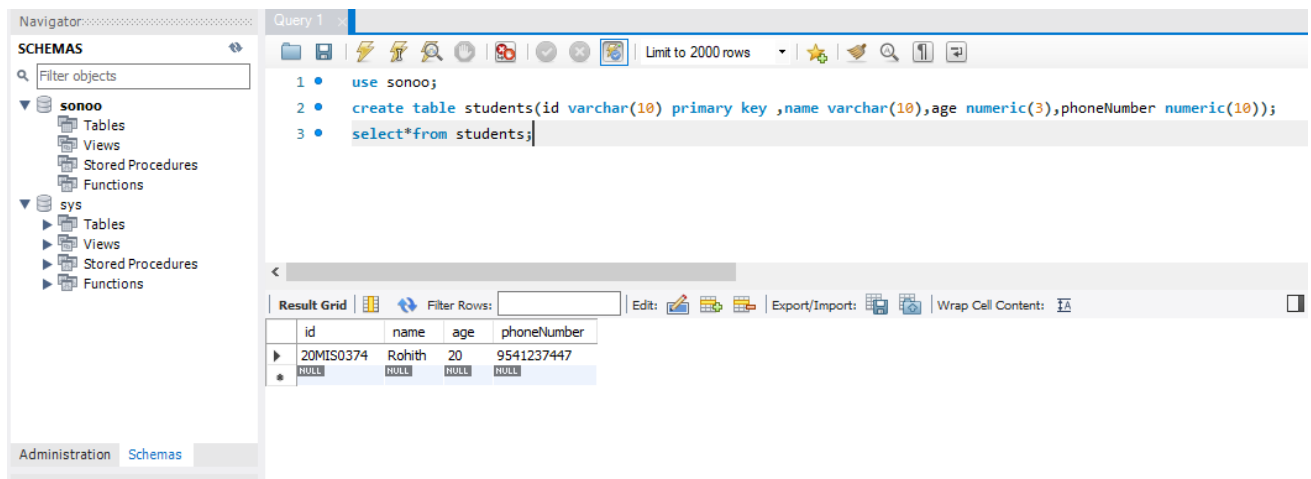 Navigator
Query 1
SCHEMAS
Filter objects
Limit to 2000 rows
sonoo
Tables
Views
Stored Procedures
Functions
sys
Tables
Views
Stored Procedures
Functions
1 use sonoo;
2 create table students(id varchar(10) primary key ,name varchar(10),age numeric(3),phoneNumber numeric(10));
3 select*from students;
Result Grid Filter Rows: Edit: Export/Import: Wrap Cell Content: IA
id name age phoneNumber
20MIS0374 Rohith 20 9541237447
NULL NULL NULL NULL
Administration Schemas